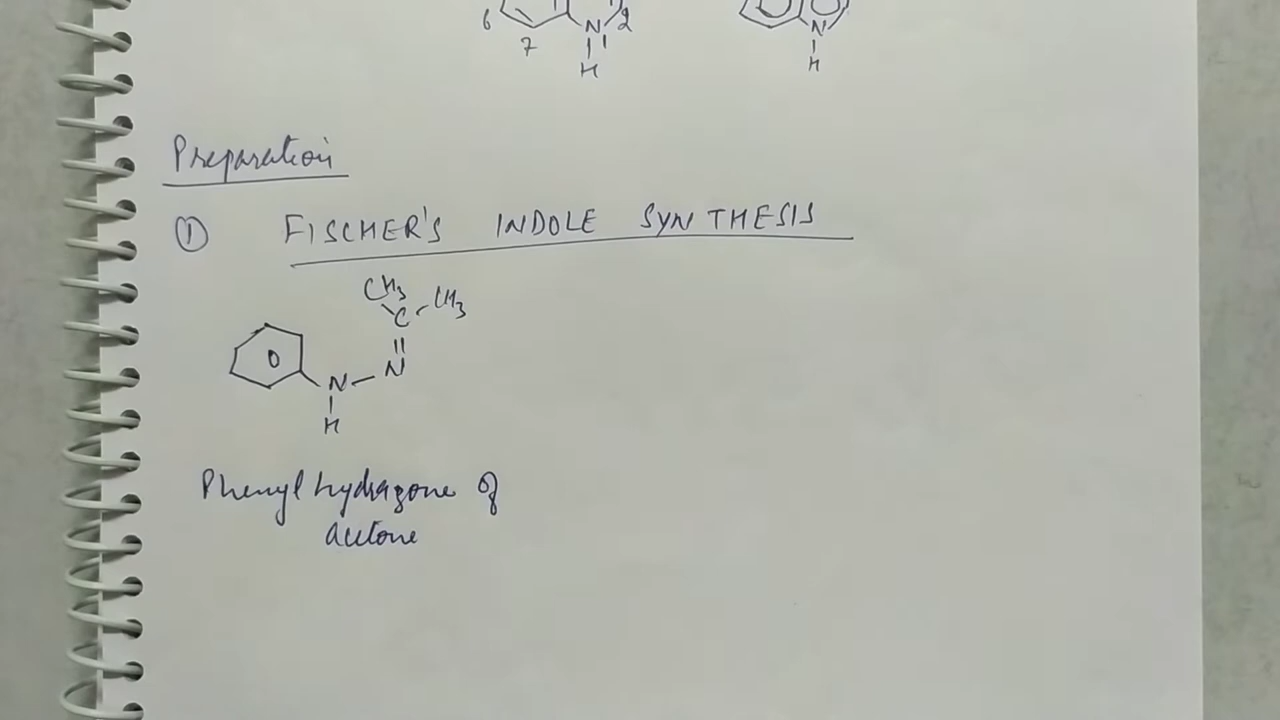 6 7 N 1 2
H
N
H
Preparation
① FISCHER'S INDOLE SYNTHESIS
CH3
C CH3
N
N
H
Phenyl hydrazone of
acetone